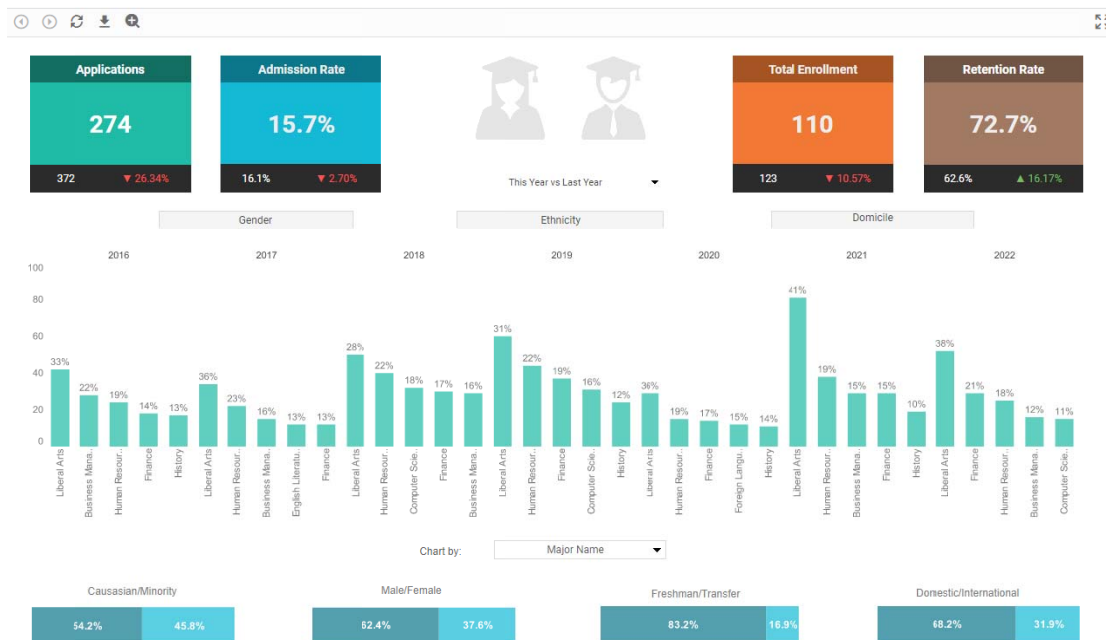 Applications
Admission Rate
Total Enrollment
Retention Rate
274
15.7%
110
72.7%
372 ▼ 26.34%
16.1% ▼ 2.70%
This Year vs Last Year
123 ▼ 10.57%
62.6% ▲ 16.17%
Gender
Ethnicity
Domicile
2016 2017 2018 2019 2020 2021 2022
100
80
60
40
20
0
33% 22% 19% 14% 13%
36% 23% 16% 13% 13%
28% 22% 18% 17% 16%
31% 22% 19% 16% 12%
36% 19% 17% 15% 14%
41% 19% 15% 15% 10%
38% 21% 18% 12% 11%
Liberal Arts
Business Mana..
Human Resour..
Finance
History
Liberal Arts
Human Resour..
Business Mana..
English Literatu..
Finance
Liberal Arts
Human Resour..
Computer Scie..
Finance
Business Mana..
Liberal Arts
Human Resour..
Finance
Computer Scie..
History
Liberal Arts
Human Resour..
Finance
Foreign Langu..
History
Liberal Arts
Human Resour..
Business Mana..
Finance
History
Liberal Arts
Finance
Human Resour..
Business Mana..
Computer Scie..
Chart by: Major Name
Causasian/Minority
Male/Female
Freshman/Transfer
Domestic/International
54.2% 45.8%
62.4% 37.6%
83.2% 16.9%
68.2% 31.9%